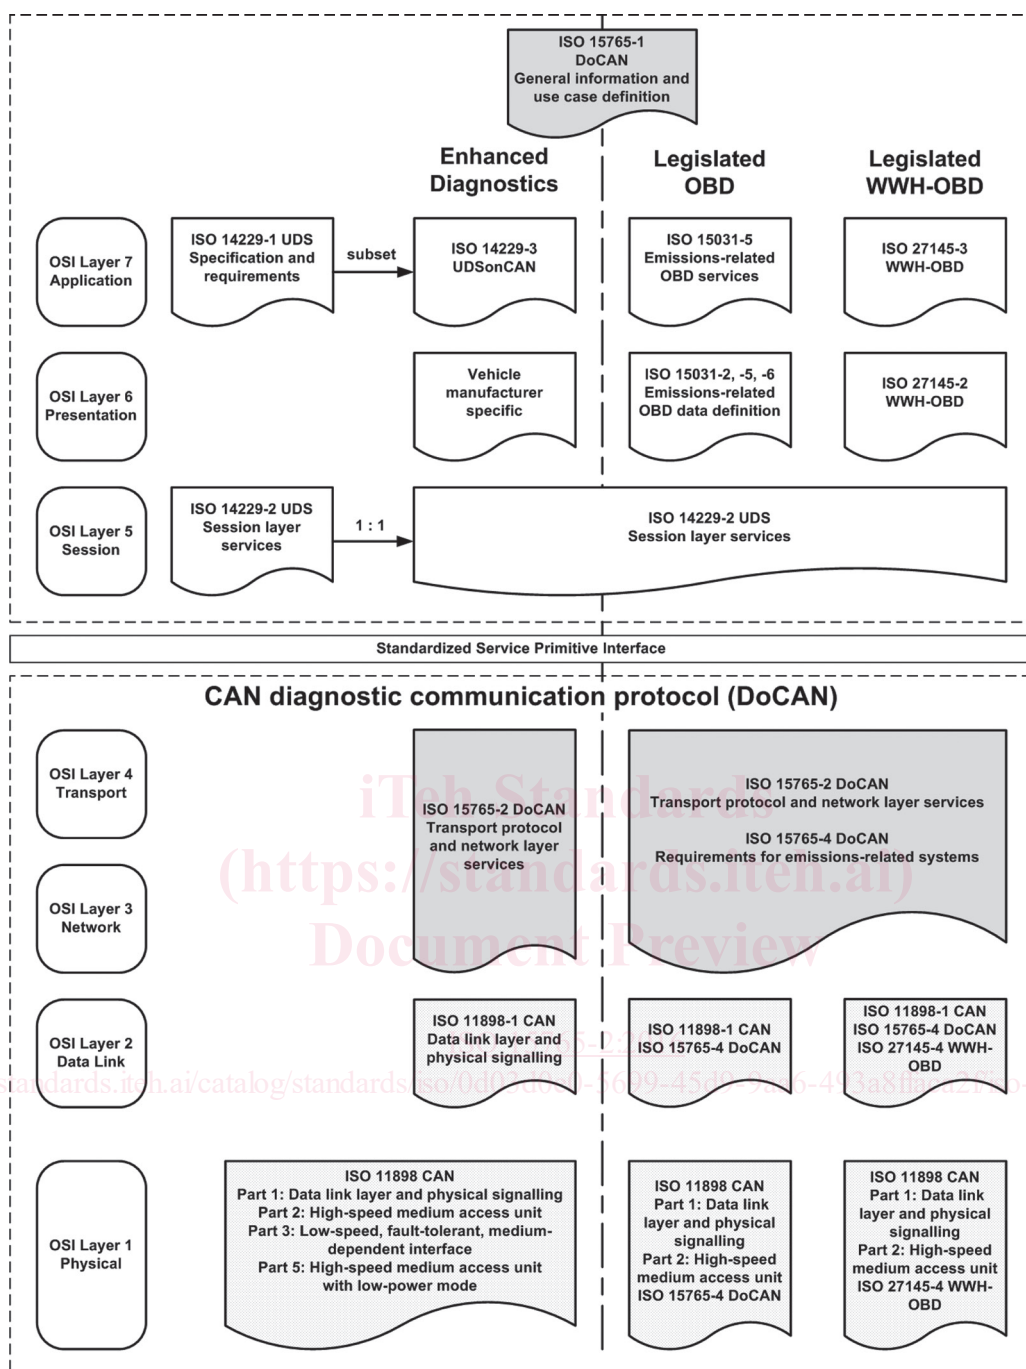 ISO 15765-1
DoCAN
General information and
use case definition
Enhanced
Diagnostics
Legislated
OBD
Legislated
WWH-OBD
OSI Layer 7
Application
ISO 14229-1 UDS
Specification and
requirements
subset
ISO 14229-3
UDSonCAN
ISO 15031-5
Emissions-related
OBD services
ISO 27145-3
WWH-OBD
OSI Layer 6
Presentation
Vehicle
manufacturer
specific
ISO 15031-2, -5, -6
Emissions-related
OBD data definition
ISO 27145-2
WWH-OBD
OSI Layer 5
Session
ISO 14229-2 UDS
Session layer
services
1 : 1
ISO 14229-2 UDS
Session layer services
Standardized Service Primitive Interface
CAN diagnostic communication protocol (DoCAN)
OSI Layer 4
Transport
ISO 15765-2 DoCAN
Transport protocol
and network layer
services
ISO 15765-2 DoCAN
Transport protocol and network layer services
ISO 15765-4 DoCAN
Requirements for emissions-related systems
iTeh Standards
(https://standards.iteh.ai)
Document Preview
OSI Layer 3
Network
OSI Layer 2
Data Link
ISO 11898-1 CAN
Data link layer and
physical signalling
ISO 11898-1 CAN
ISO 15765-4 DoCAN
ISO 11898-1 CAN
ISO 15765-4 DoCAN
ISO 27145-4 WWH-
OBD
OSI Layer 1
Physical
ISO 11898 CAN
Part 1: Data link layer and physical signalling
Part 2: High-speed medium access unit
Part 3: Low-speed, fault-tolerant, medium-
dependent interface
Part 5: High-speed medium access unit
with low-power mode
ISO 11898 CAN
Part 1: Data link
layer and physical
signalling
Part 2: High-speed
medium access unit
ISO 15765-4 DoCAN
ISO 11898 CAN
Part 1: Data link
layer and physical
signalling
Part 2: High-speed
medium access unit
ISO 27145-4 WWH-
OBD